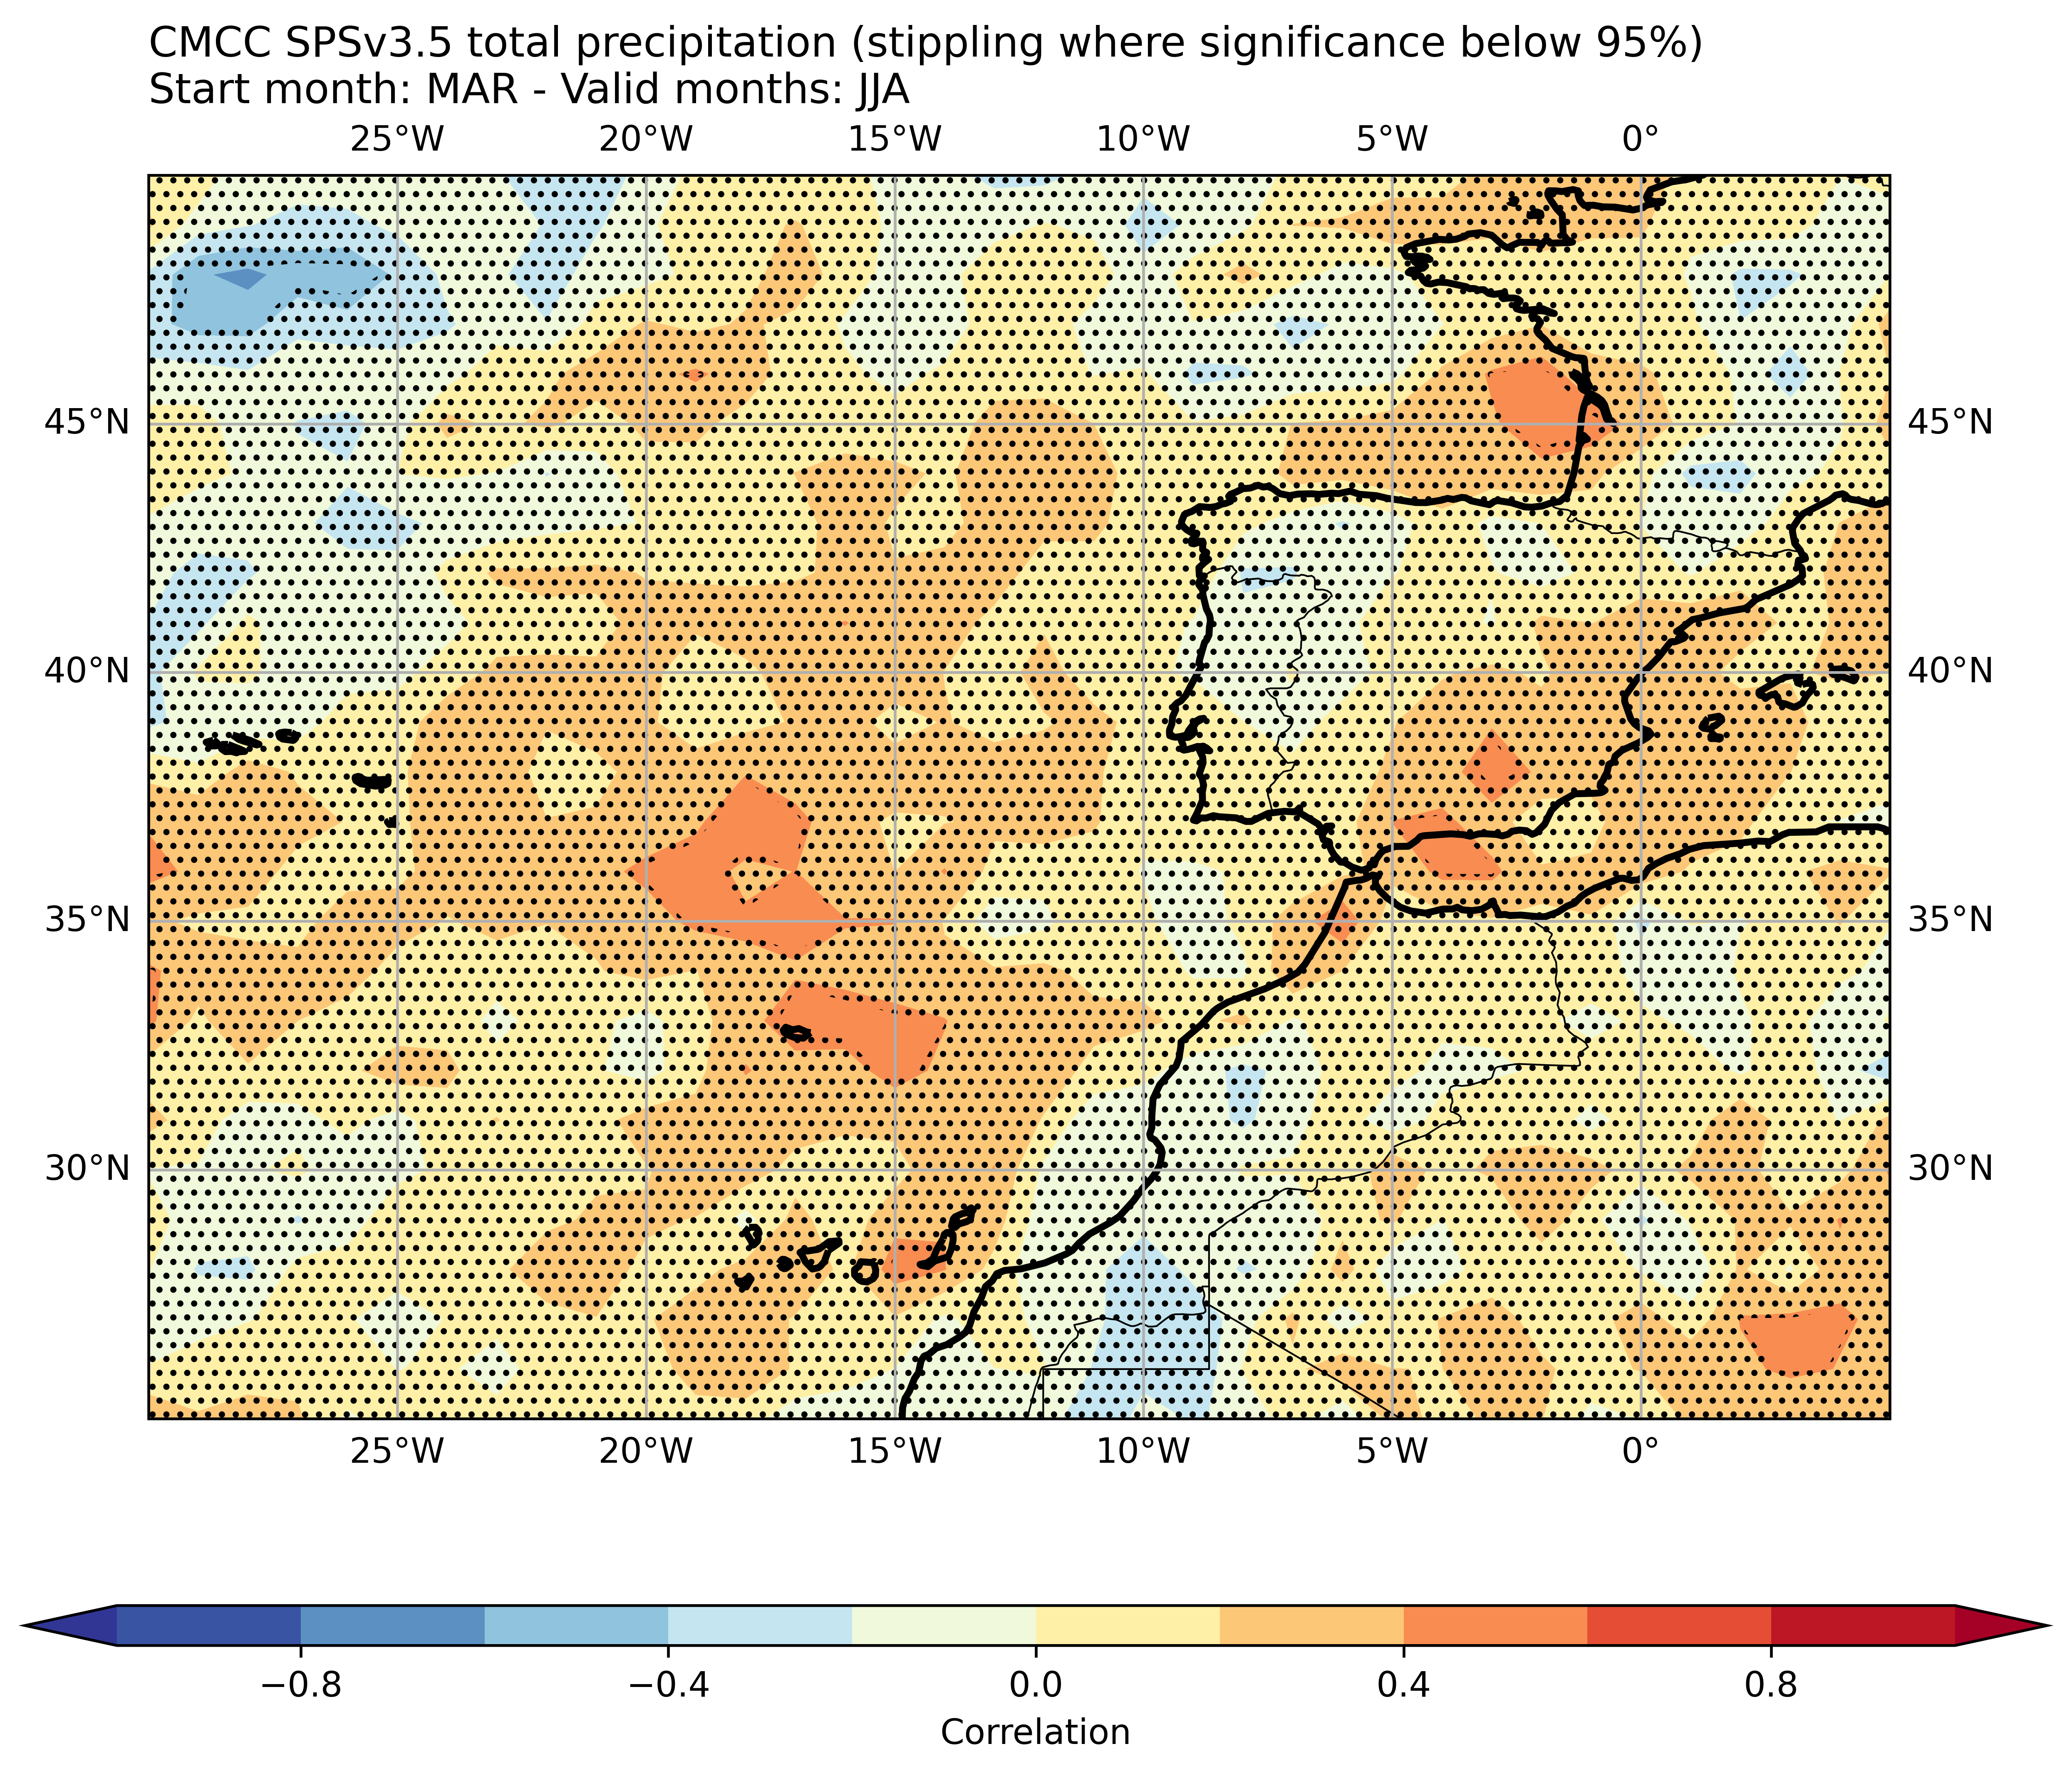 CMCC SPSv3.5 total precipitation (stippling where significance below 95%)
Start month: MAR - Valid months: JJA
25°W 20°W 15°W 10°W 5°W 0°
45°N 45°N
40°N 40°N
35°N 35°N
30°N 30°N
25°W 20°W 15°W 10°W 5°W 0°
−0.8 −0.4 0.0 0.4 0.8
Correlation